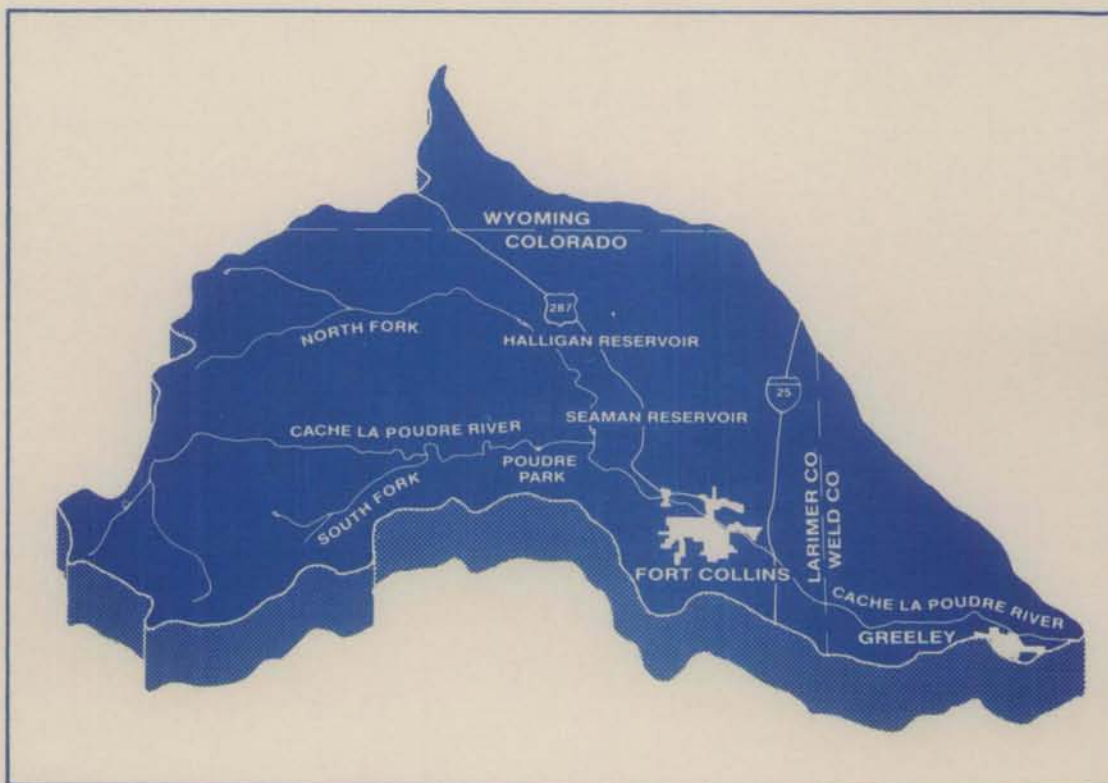 WYOMING
COLORADO
287
NORTH FORK
HALLIGAN RESERVOIR
25
SEAMAN RESERVOIR
CACHE LA POUDRE RIVER
POUDRE
PARK
SOUTH FORK
LARIMER CO
WELD CO
FORT COLLINS
CACHE LA POUDRE RIVER
GREELEY